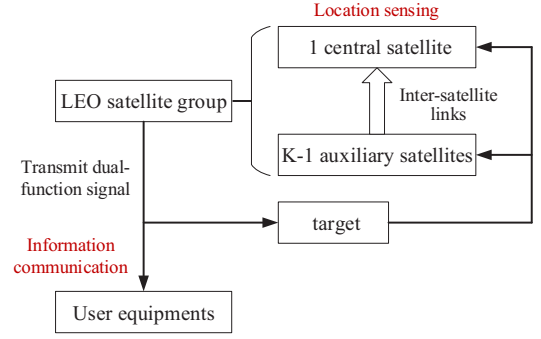 Location sensing
1 central satellite
LEO satellite group
Inter-satellite
links
K-1 auxiliary satellites
Transmit dual-
function signal
target
Information
communication
User equipments